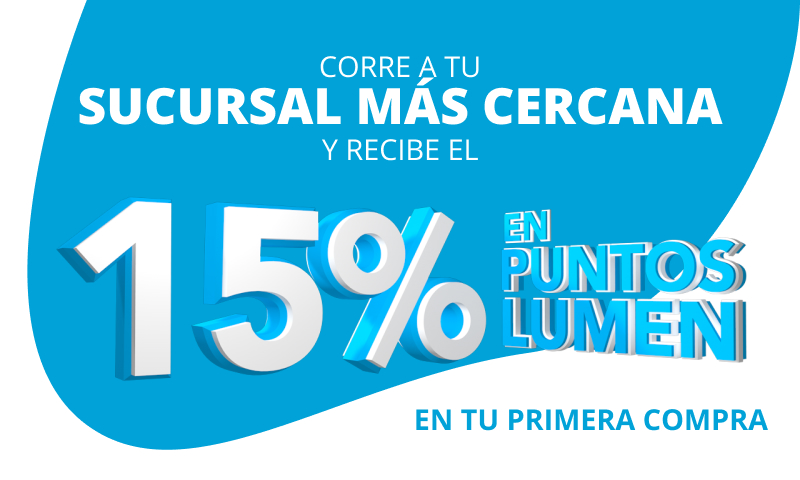 CORRE A TU
SUCURSAL MÁS CERCANA
Y RECIBE EL
15%
EN
PUNTOS
LUMEN
EN TU PRIMERA COMPRA